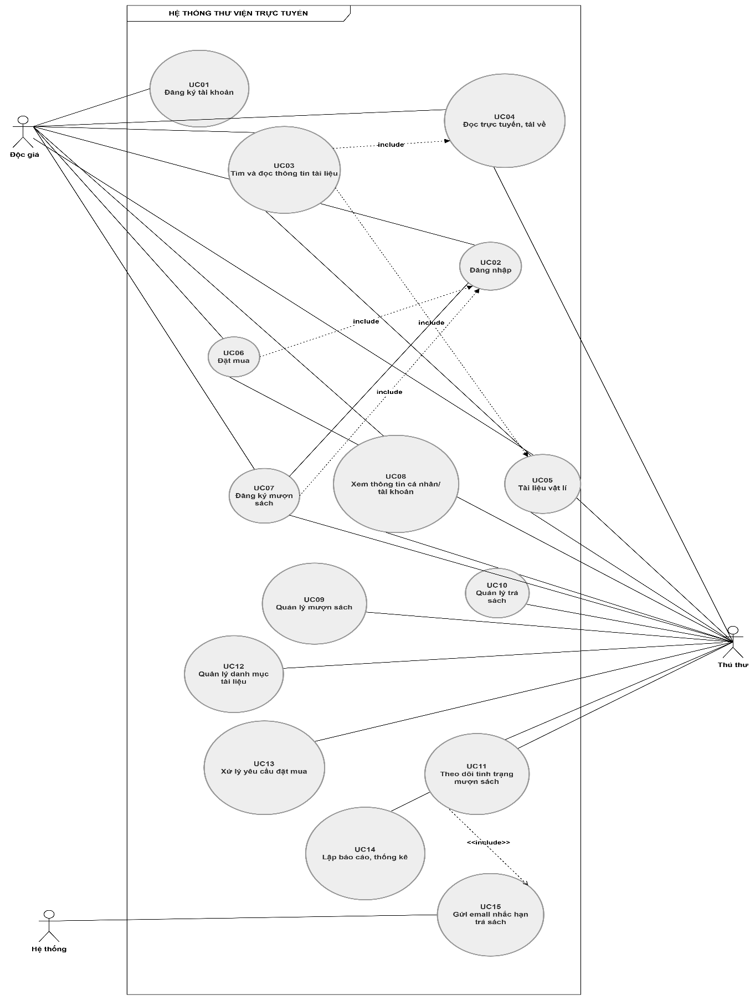 HỆ THỐNG THƯ VIỆN TRỰC TUYẾN
UC01
Đăng ký tài khoản
UC04
Đọc trực tuyến, tải về
Độc giả
include
UC03
Tìm và đọc thông tin tài liệu
UC02
Đăng nhập
include
include
UC06
Đặt mua
include
UC08
Xem thông tin cá nhân/
tài khoản
UC05
Tài liệu vật lí
UC07
Đăng ký mượn
sách
UC10
Quản lý trả
sách
UC09
Quản lý mượn sách
Thủ thư
UC12
Quản lý danh mục
tài liệu
UC13
Xử lý yêu cầu đặt mua
UC11
Theo dõi tình trạng
mượn sách
<<include>>
UC14
Lập báo cáo, thống kê
UC15
Gửi email nhắc hạn
trả sách
Hệ thống